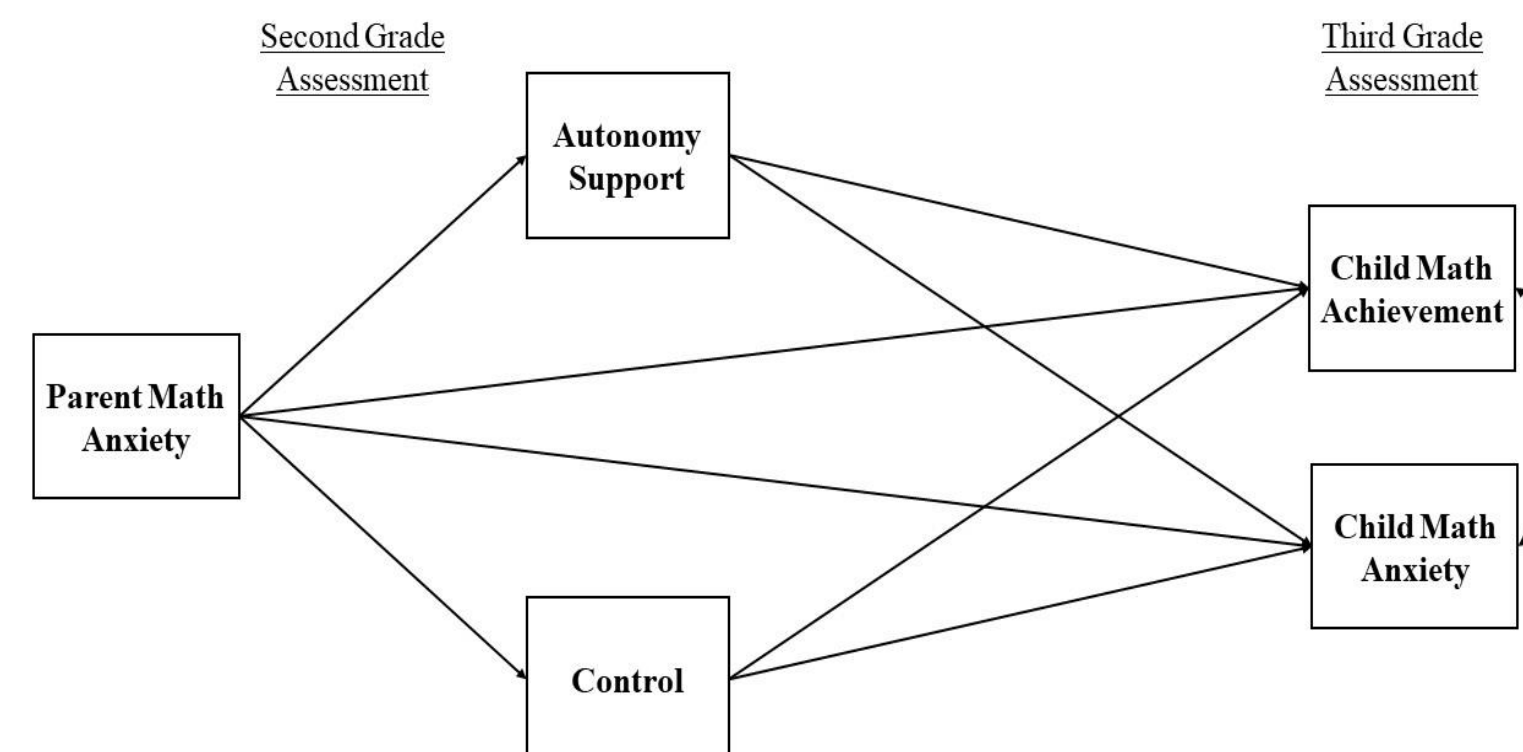 Second Grade
Assessment
Third Grade
Assessment
Autonomy
Support
Child Math
Achievement
Parent Math
Anxiety
Child Math
Anxiety
Control